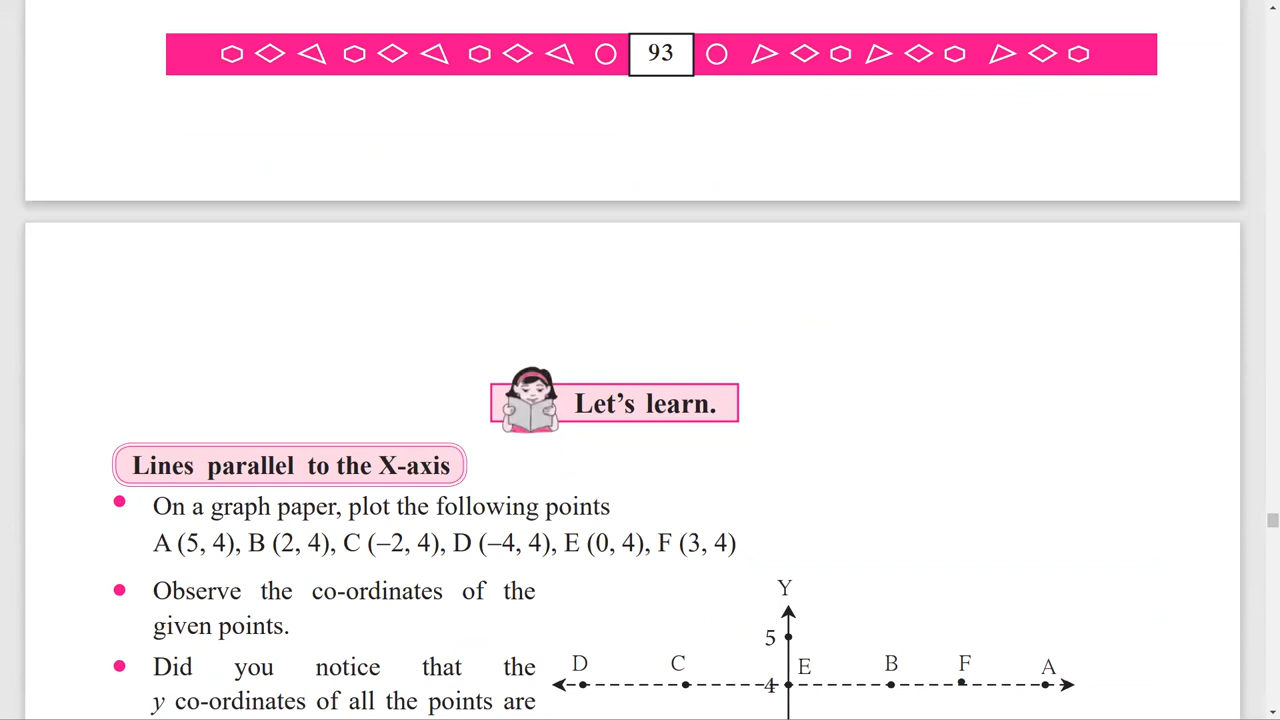 93
Let's learn.
Lines parallel to the X-axis
On a graph paper, plot the following points
A (5, 4), B (2, 4), C (–2, 4), D (–4, 4), E (0, 4), F (3, 4)
Observe the co-ordinates of the
given points.
Did you notice that the
y co-ordinates of all the points are
Y
5
D C E B F A
4